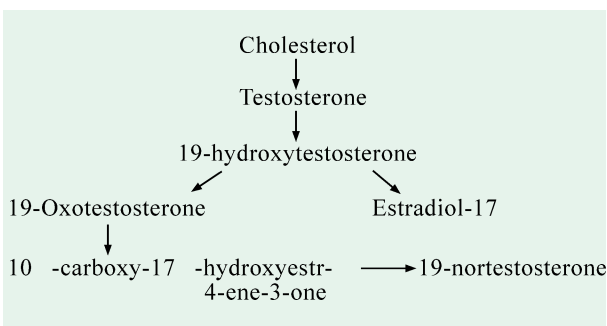 Cholesterol
Testosterone
19-hydroxytestosterone
19-Oxotestosterone
Estradiol-17
10 -carboxy-17 -hydroxyestr-
4-ene-3-one
19-nortestosterone